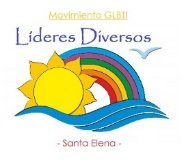 Movimiento GLBTI
Líderes Diversos
- Santa Elena -